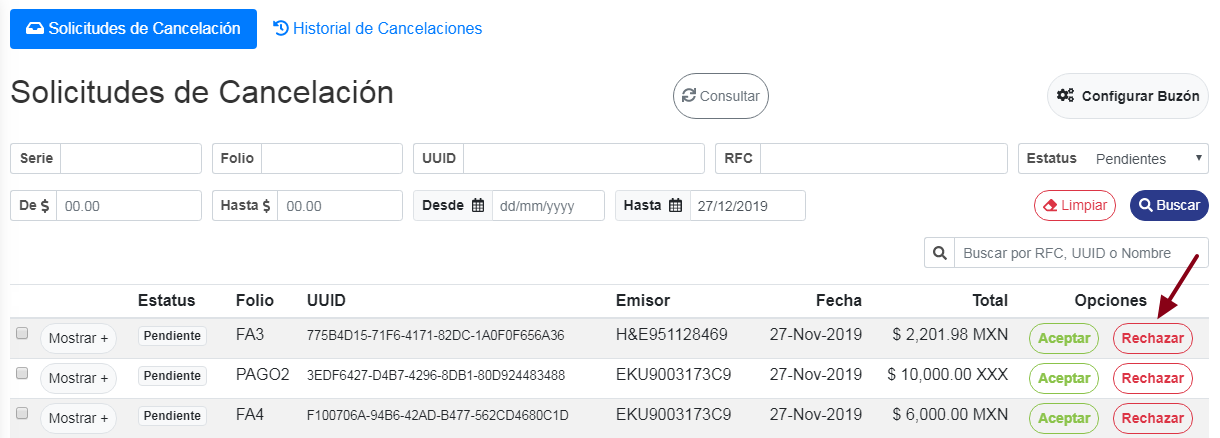 Solicitudes de Cancelación Historial de Cancelaciones
Solicitudes de Cancelación Consultar Configurar Buzón
Serie Folio UUID RFC Estatus Pendientes
De $ 00.00 Hasta $ 00.00 Desde dd/mm/yyyy Hasta 27/12/2019 Limpiar Buscar
Buscar por RFC, UUID o Nombre
Estatus Folio UUID Emisor Fecha Total Opciones
Mostrar + Pendiente FA3 775B4D15-71F6-4171-82DC-1A0F0F656A36 H&E951128469 27-Nov-2019 $ 2,201.98 MXN Aceptar Rechazar
Mostrar + Pendiente PAGO2 3EDF6427-D4B7-4296-8DB1-80D924483488 EKU9003173C9 27-Nov-2019 $ 10,000.00 XXX Aceptar Rechazar
Mostrar + Pendiente FA4 F100706A-94B6-42AD-B477-562CD4680C1D EKU9003173C9 27-Nov-2019 $ 6,000.00 MXN Aceptar Rechazar